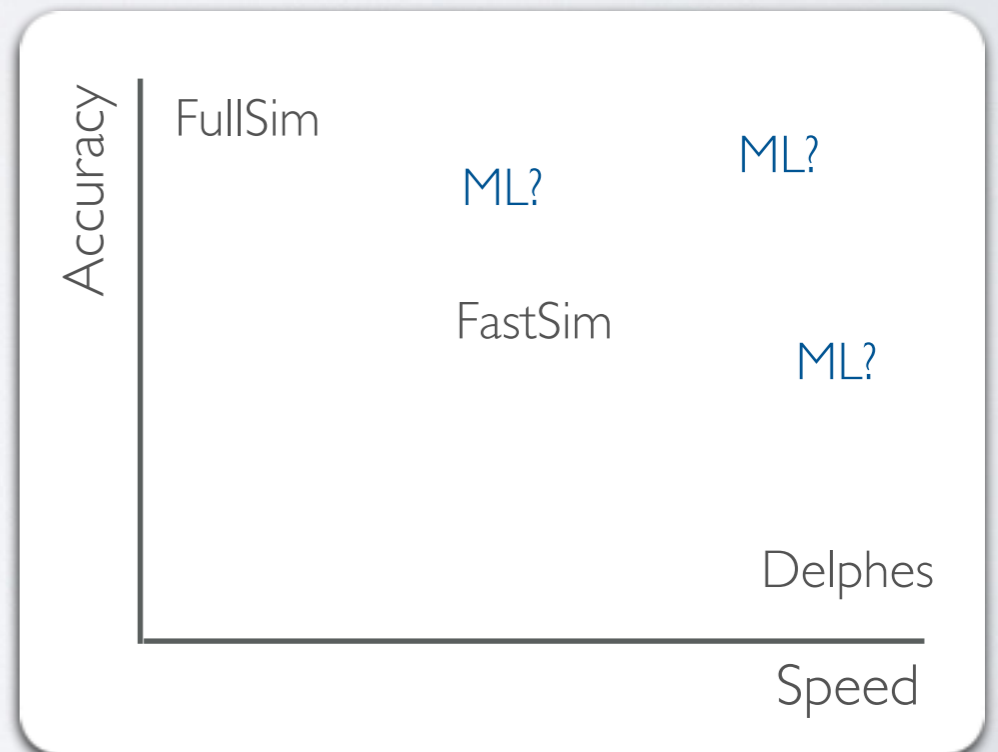 Accuracy
FullSim
ML?
ML?
FastSim
ML?
Delphes
Speed